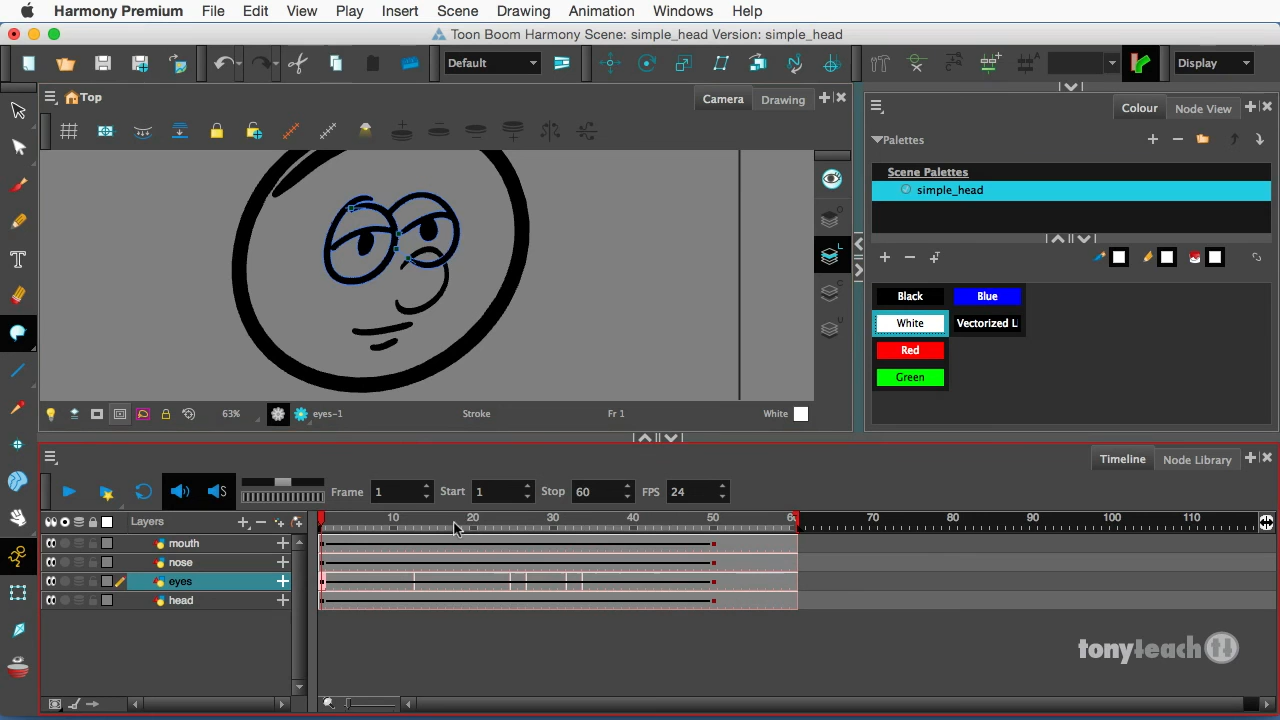 Harmony Premium File Edit View Play Insert Scene Drawing Animation Windows Help
Toon Boom Harmony Scene: simple_head Version: simple_head
Default
Display
Top
Camera
Drawing
Colour
Node View
Palettes
Scene Palettes
simple_head
Black
Blue
White
Vectorized L
Red
Green
63%
eyes-1
Stroke
Fr 1
White
Timeline
Node Library
Frame 1 Start 1 Stop 60 FPS 24
Layers
10 20 30 40 50 6 70 80 90 100 110
mouth
nose
eyes
head
tonyteach tt